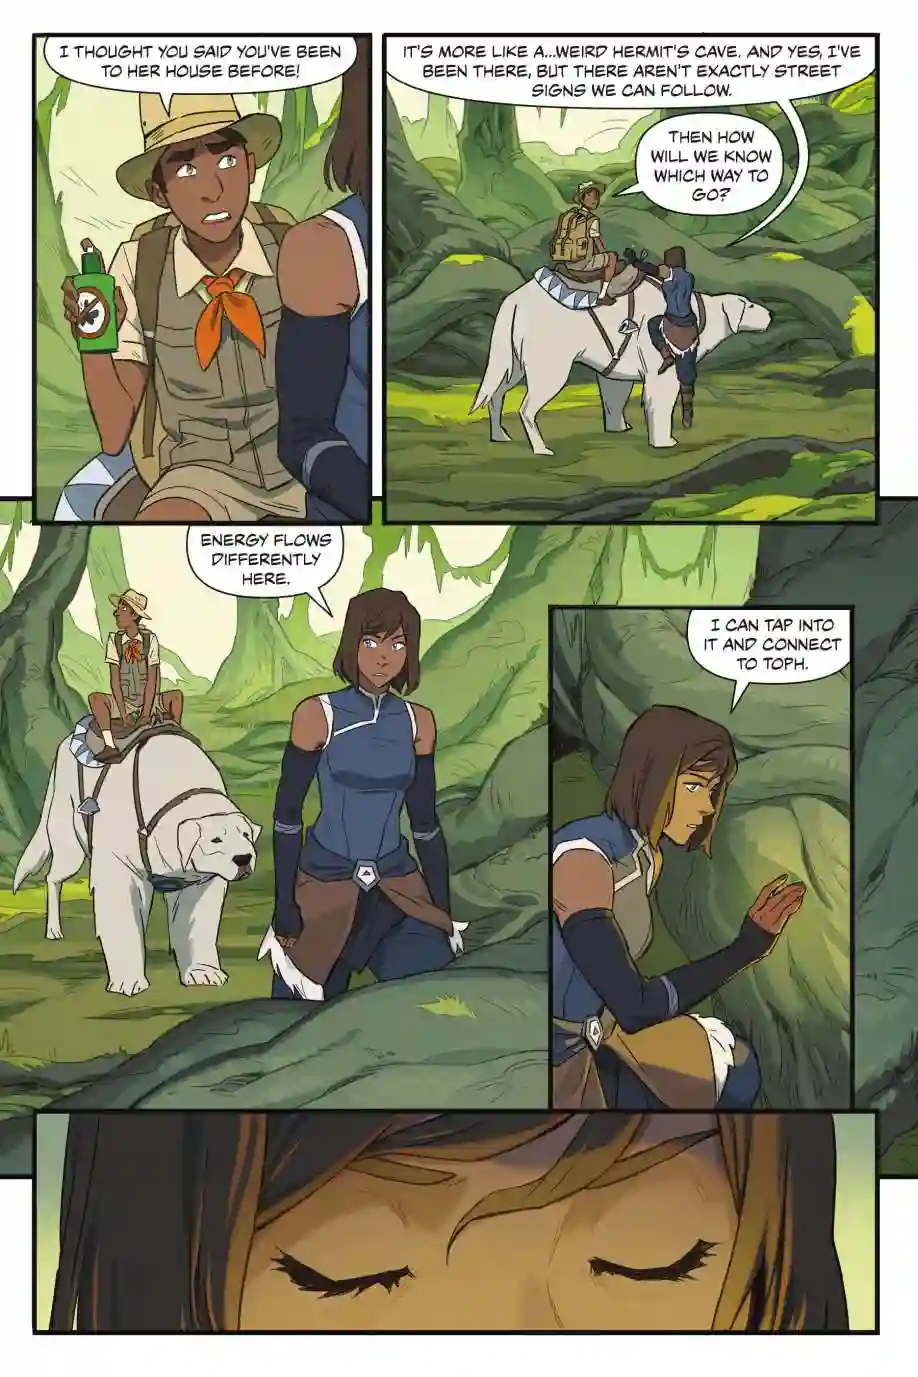 I THOUGHT YOU SAID YOU'VE BEEN
TO HER HOUSE BEFORE!
IT'S MORE LIKE A...WEIRD HERMIT'S CAVE. AND YES, I'VE
BEEN THERE, BUT THERE AREN'T EXACTLY STREET
SIGNS WE CAN FOLLOW.
THEN HOW
WILL WE KNOW
WHICH WAY TO
GO?
ENERGY FLOWS
DIFFERENTLY
HERE.
I CAN TAP INTO
IT AND CONNECT
TO TOPH.